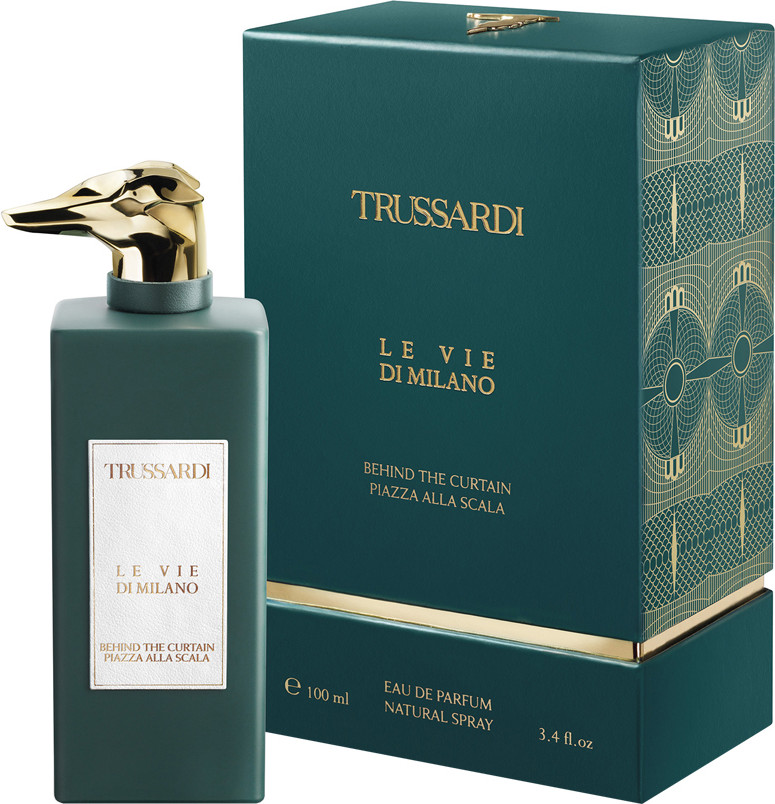 TRUSSARDI
LE VIE
DI MILANO
BEHIND THE CURTAIN
PIAZZA ALLA SCALA
TRUSSARDI
LE VIE
DI MILANO
BEHIND THE CURTAIN
PIAZZA ALLA SCALA
℮ 100 ml
EAU DE PARFUM
NATURAL SPRAY
3.4 fl.oz